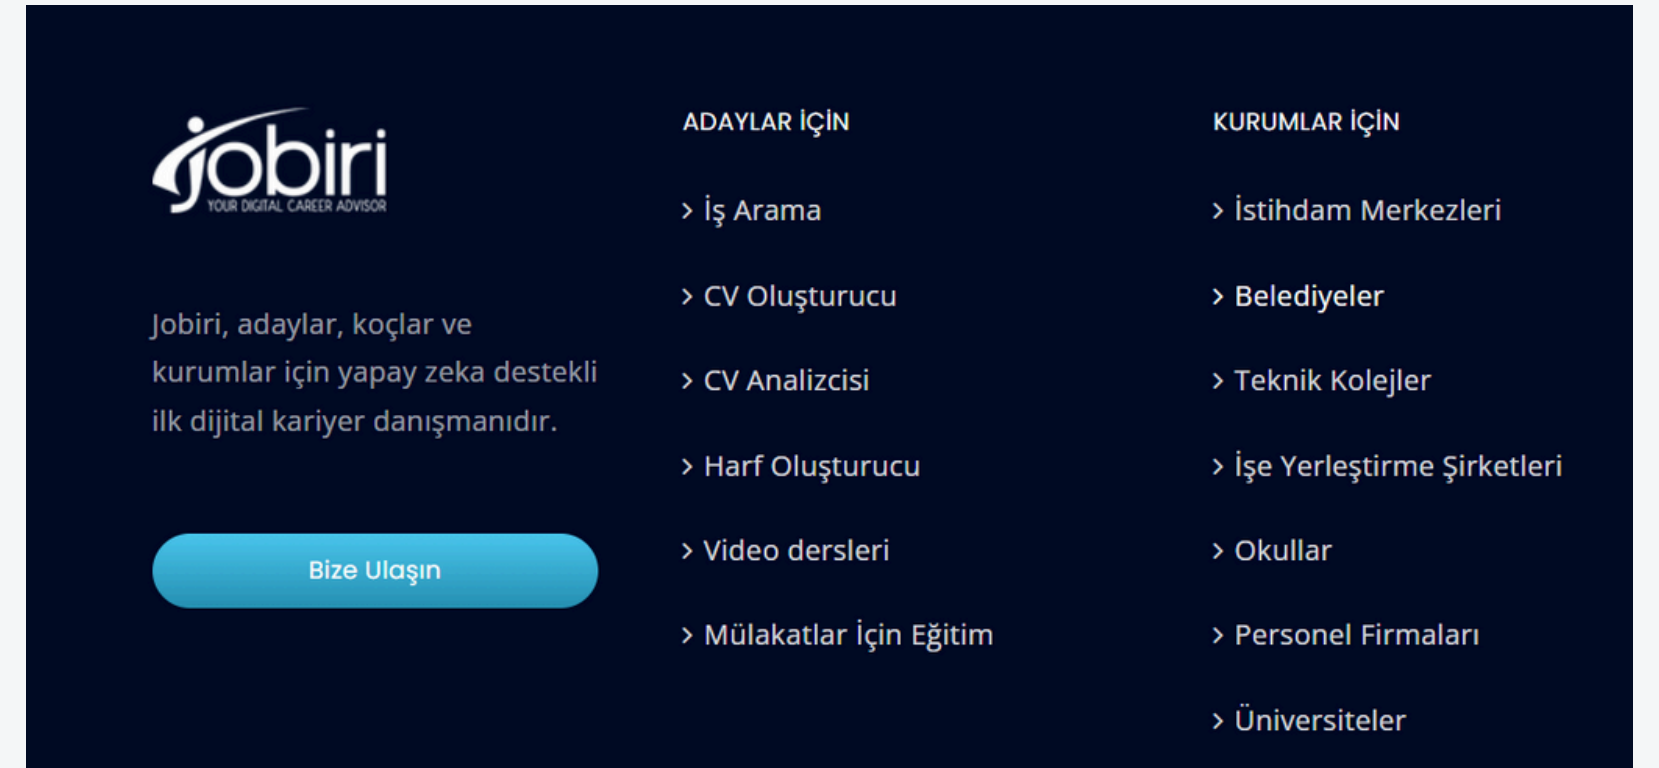 jobiri
YOUR DIGITAL CAREER ADVISOR
Jobiri, adaylar, koçlar ve
kurumlar için yapay zeka destekli
ilk dijital kariyer danışmanıdır.
Bize Ulaşın
ADAYLAR İÇİN
İş Arama
CV Oluşturucu
CV Analizcisi
Harf Oluşturucu
Video dersleri
Mülakatlar İçin Eğitim
KURUMLAR İÇİN
İstihdam Merkezleri
Belediyeler
Teknik Kolejler
İşe Yerleştirme Şirketleri
Okullar
Personel Firmaları
Üniversiteler